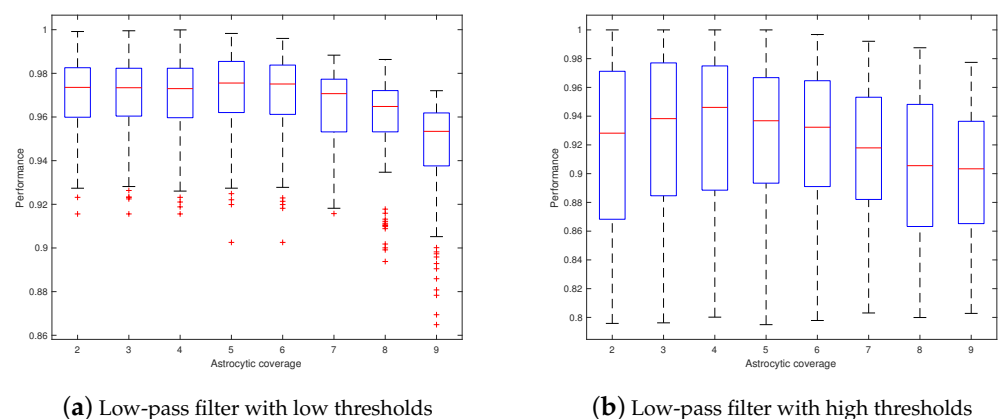 1
0.98
0.96
0.94
0.92
0.9
0.88
0.86
Performance
2 3 4 5 6 7 8 9
Astrocytic coverage
(a) Low-pass filter with low thresholds
1
0.98
0.96
0.94
0.92
0.9
0.88
0.86
0.84
0.82
0.8
Performance
2 3 4 5 6 7 8 9
Astrocytic coverage
(b) Low-pass filter with high thresholds